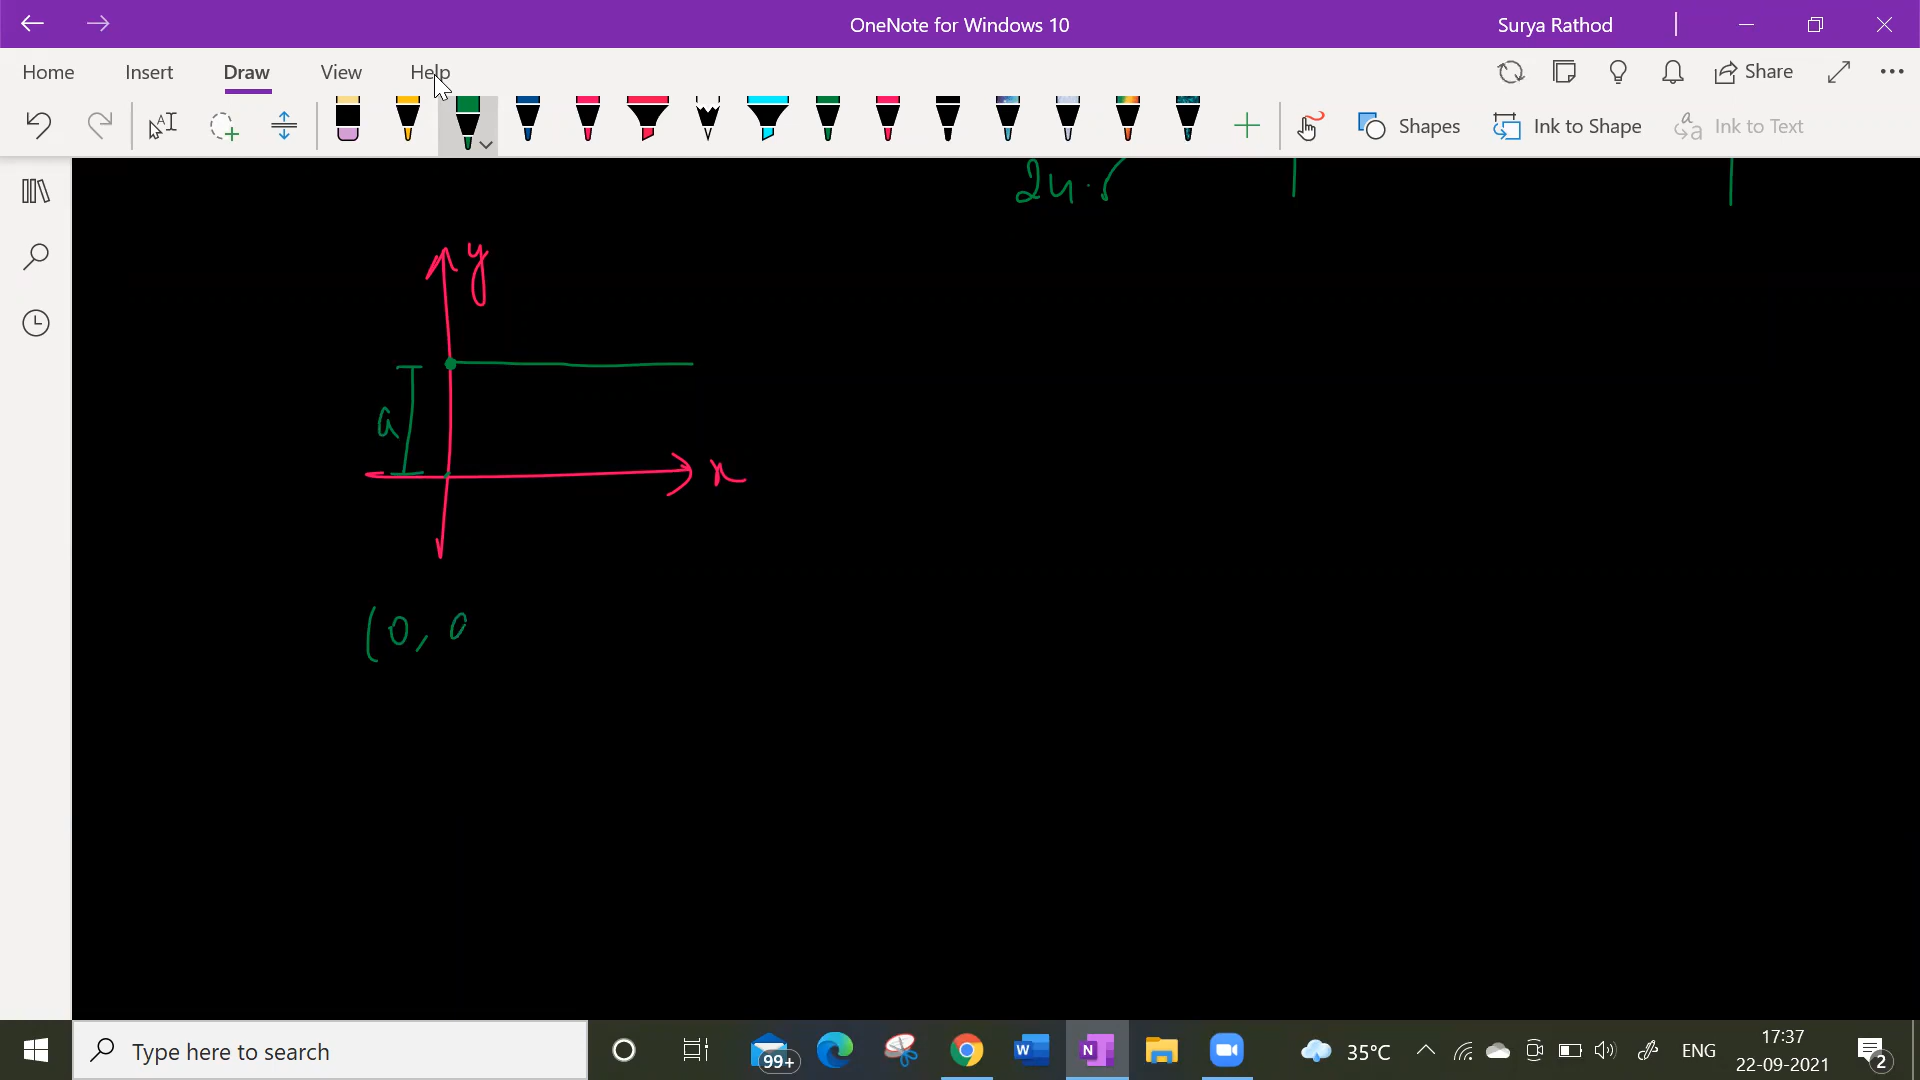 OneNote for Windows 10
Surya Rathod
Home Insert Draw View Help
Share
Shapes Ink to Shape Ink to Text
y
a
x
(0, a
Type here to search
99+
35°C
ENG
17:37
22-09-2021
2